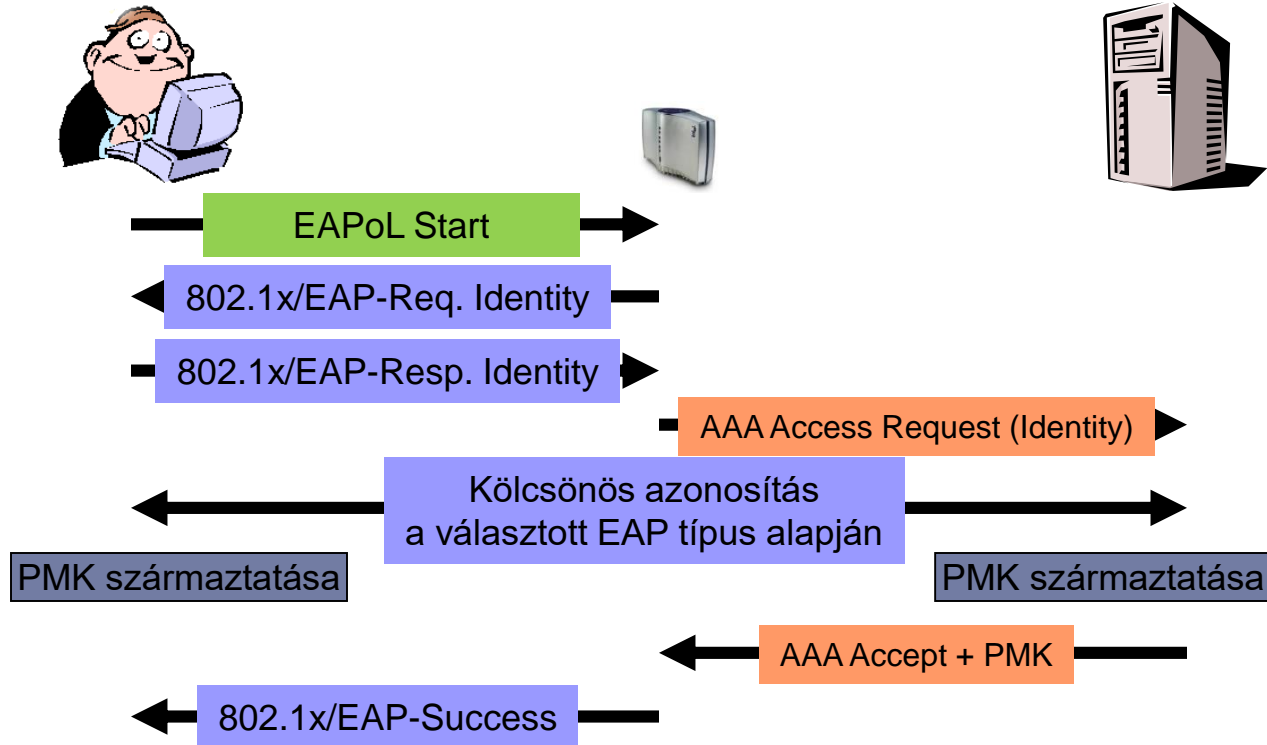 EAPoL Start
802.1x/EAP-Req. Identity
802.1x/EAP-Resp. Identity
AAA Access Request (Identity)
Kölcsönös azonosítás
a választott EAP típus alapján
PMK származtatása
PMK származtatása
AAA Accept + PMK
802.1x/EAP-Success